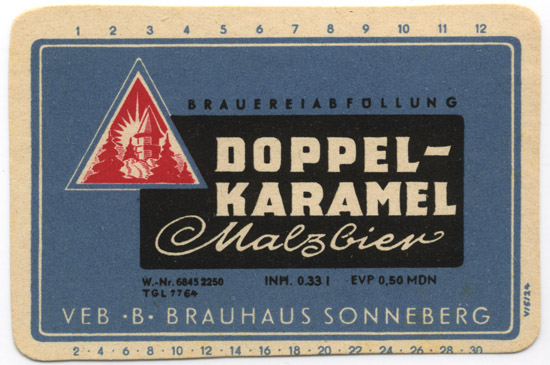 1 2 3 4 5 6 7 8 9 10 11 12
BRAUEREIABFÜLLUNG
DOPPEL-
KARAMEL
Malzbier
W.-Nr. 6845 2250 INH. 0.33 l EVP 0,50 MDN
TGL 7764
VEB ·B· BRAUHAUS SONNEBERG
V/5/24
2 · 4 · 6 · 8 · 10 · 12 · 14 · 16 · 18 · 20 · 22 · 24 · 26 · 28 · 30